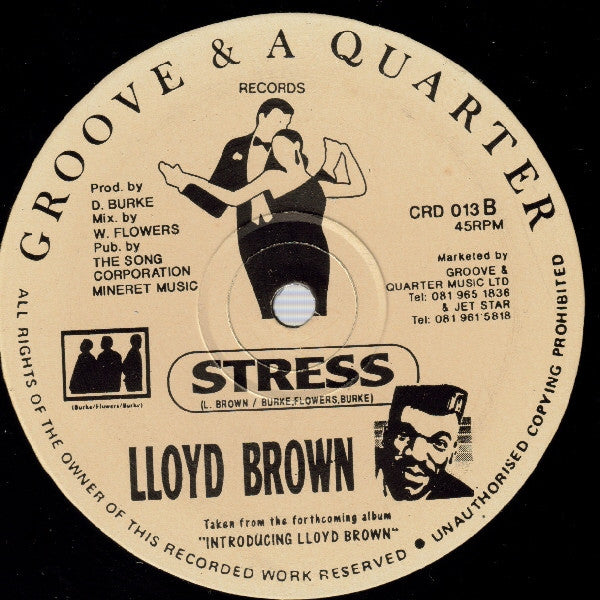 GROOVE & A QUARTER
RECORDS
Prod. by
D. BURKE
Mix. by
W. FLOWERS
Pub. by
THE SONG
CORPORATION
MINERET MUSIC
CRD 013 B
45RPM
Marketed by
GROOVE &
QUARTER MUSIC LTD
Tel: 081 965 1836
& JET STAR
Tel: 081 961 5818
(Burke/Flowers/Burke)
STRESS
(L. BROWN / BURKE,FLOWERS,BURKE)
LLOYD BROWN
Taken from the forthcoming album
"INTRODUCING LLOYD BROWN"
ALL RIGHTS OF THE OWNER OF THIS RECORDED WORK RESERVED ● UNAUTHORISED COPYING PROHIBITED